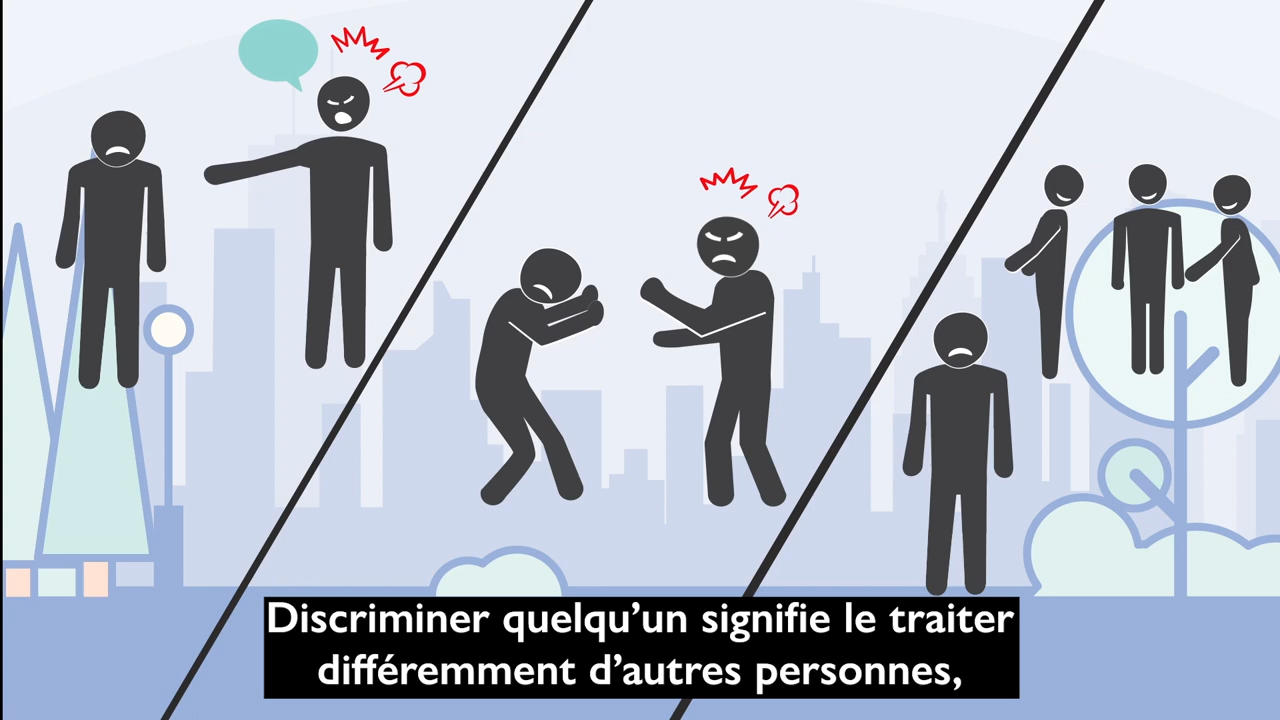 Discriminer quelqu’un signifie le traiter
différemment d’autres personnes,